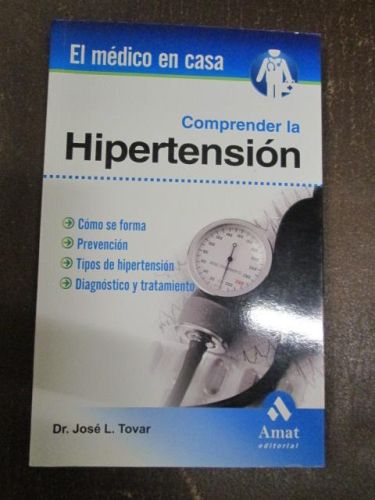 El médico en casa
Comprender la
Hipertensión
Cómo se forma
Prevención
Tipos de hipertensión
Diagnóstico y tratamiento
Dr. José L. Tovar
Amat
editorial